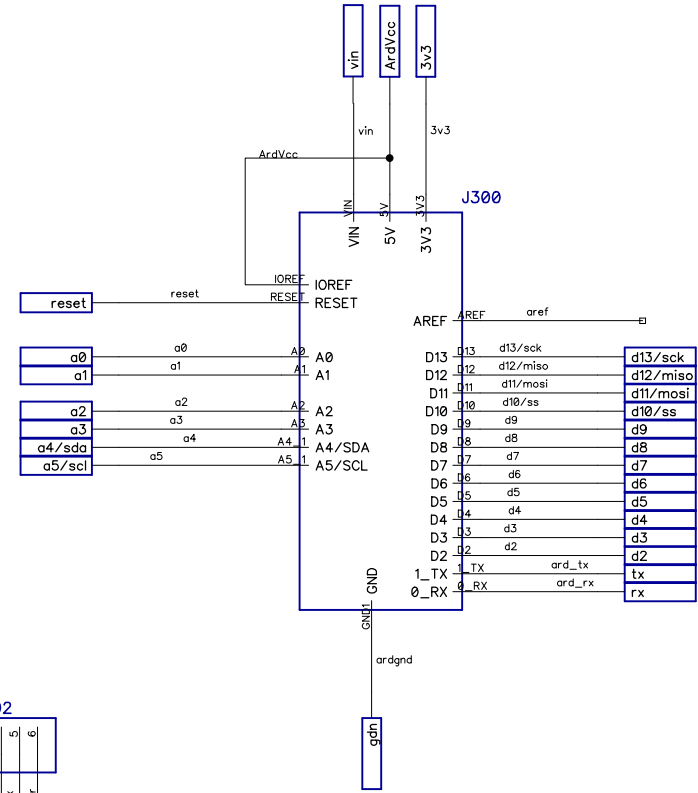 vin
ArdVcc
3v3
vin
3v3
ArdVcc
VIN
5V
3V3
J300
VIN
5V
3V3
IOREF
IOREF
reset
reset
RESET
RESET
AREF
AREF
aref
a0
a0
A0
A0
D13
D13
d13/sck
d13/sck
a1
a1
A1
A1
D12
D12
d12/miso
d12/miso
D11
D11
d11/mosi
d11/mosi
a2
a2
A2
A2
D10
D10
d10/ss
d10/ss
a3
a3
A3
A3
D9
D9
d9
d9
a4/sda
a4
A4_1
A4/SDA
D8
D8
d8
d8
a5/scl
a5
A5_1
A5/SCL
D7
D7
d7
d7
D6
D6
d6
d6
D5
D5
d5
d5
D4
D4
d4
d4
D3
D3
d3
d3
D2
D2
d2
d2
1_TX
1_TX
ard_tx
tx
0_RX
0_RX
ard_rx
rx
GND
GND1
ardgnd
gdn
2
5
6